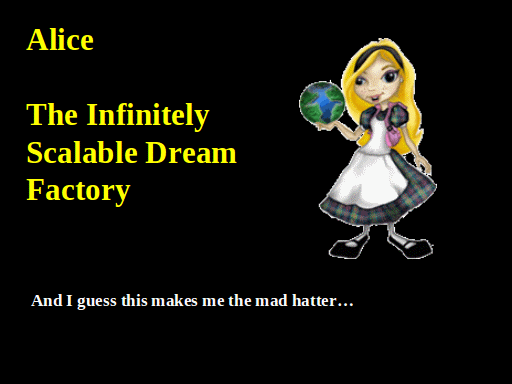 Alice
The Infinitely
Scalable Dream
Factory
And I guess this makes me the mad hatter…